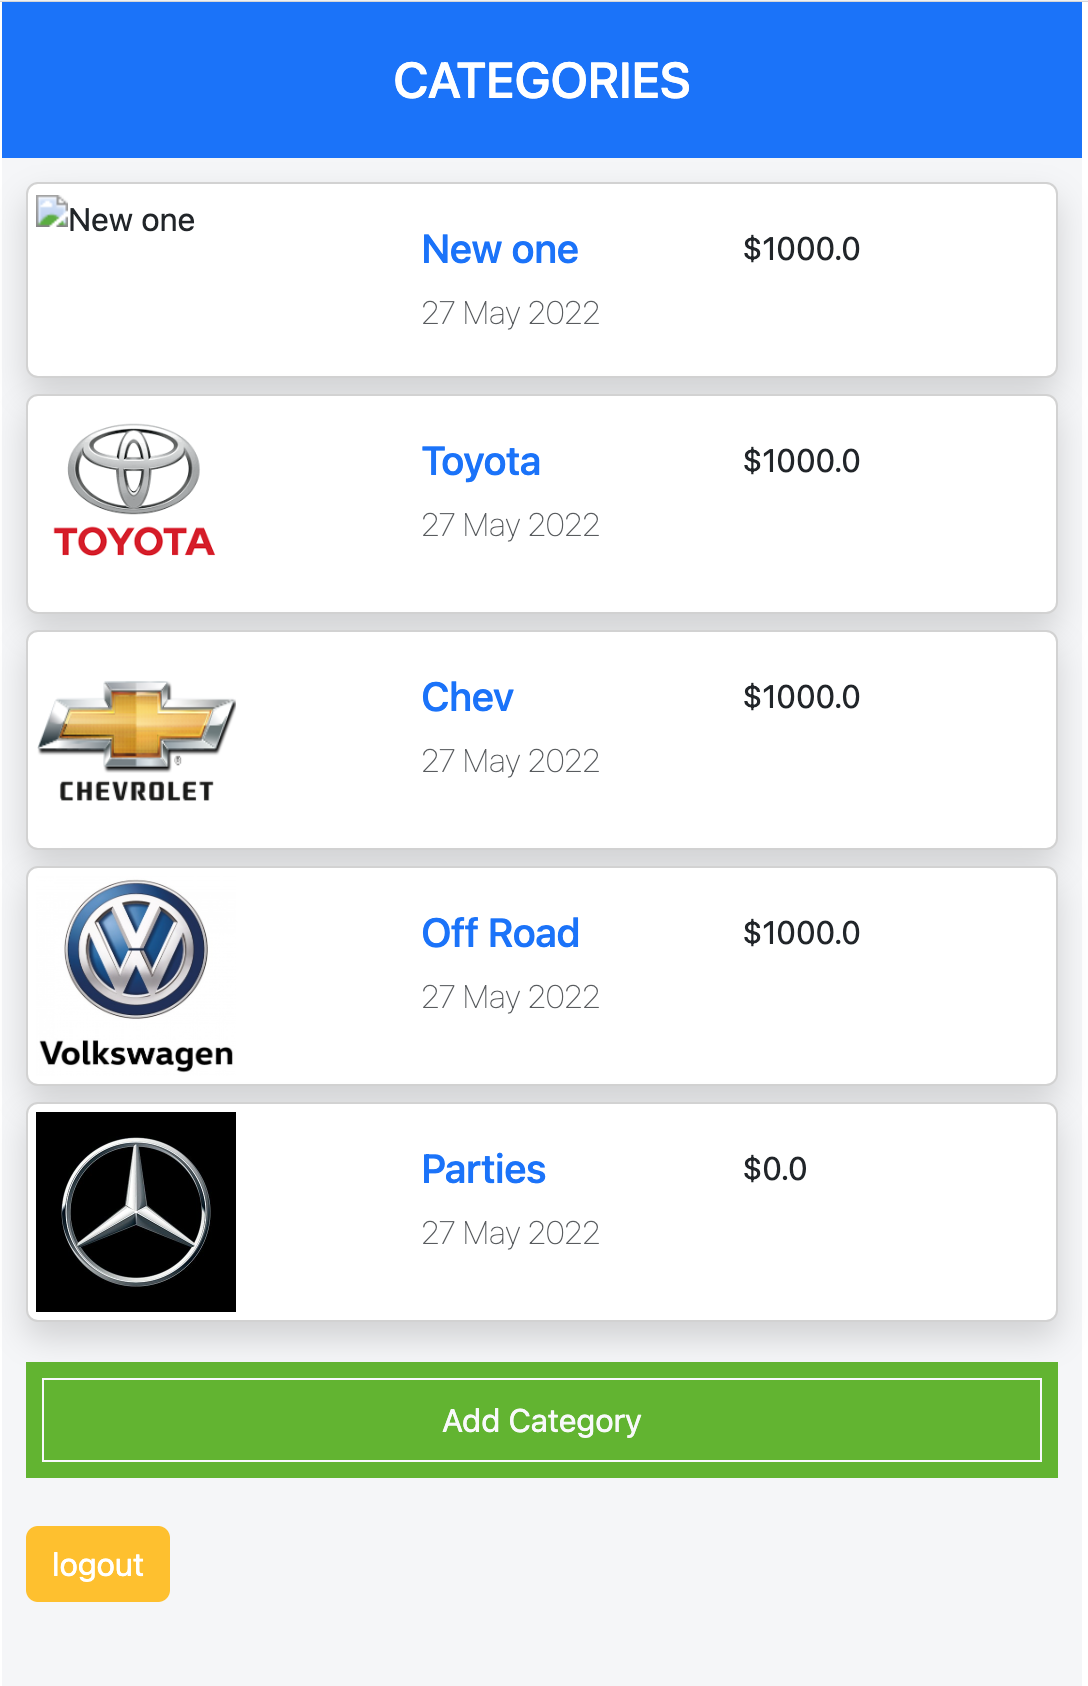 CATEGORIES
New one
New one
$1000.0
27 May 2022
TOYOTA
Toyota
$1000.0
27 May 2022
CHEVROLET
Chev
$1000.0
27 May 2022
Volkswagen
Off Road
$1000.0
27 May 2022
Parties
$0.0
27 May 2022
Add Category
logout